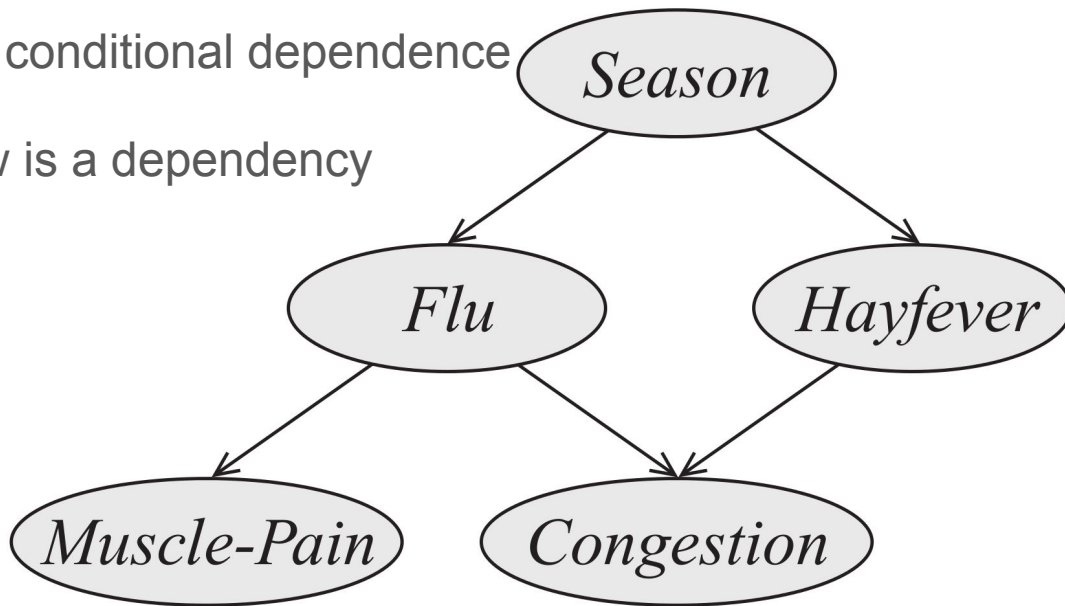 conditional dependence
Season
is a dependency
Flu
Hayfever
Muscle-Pain
Congestion